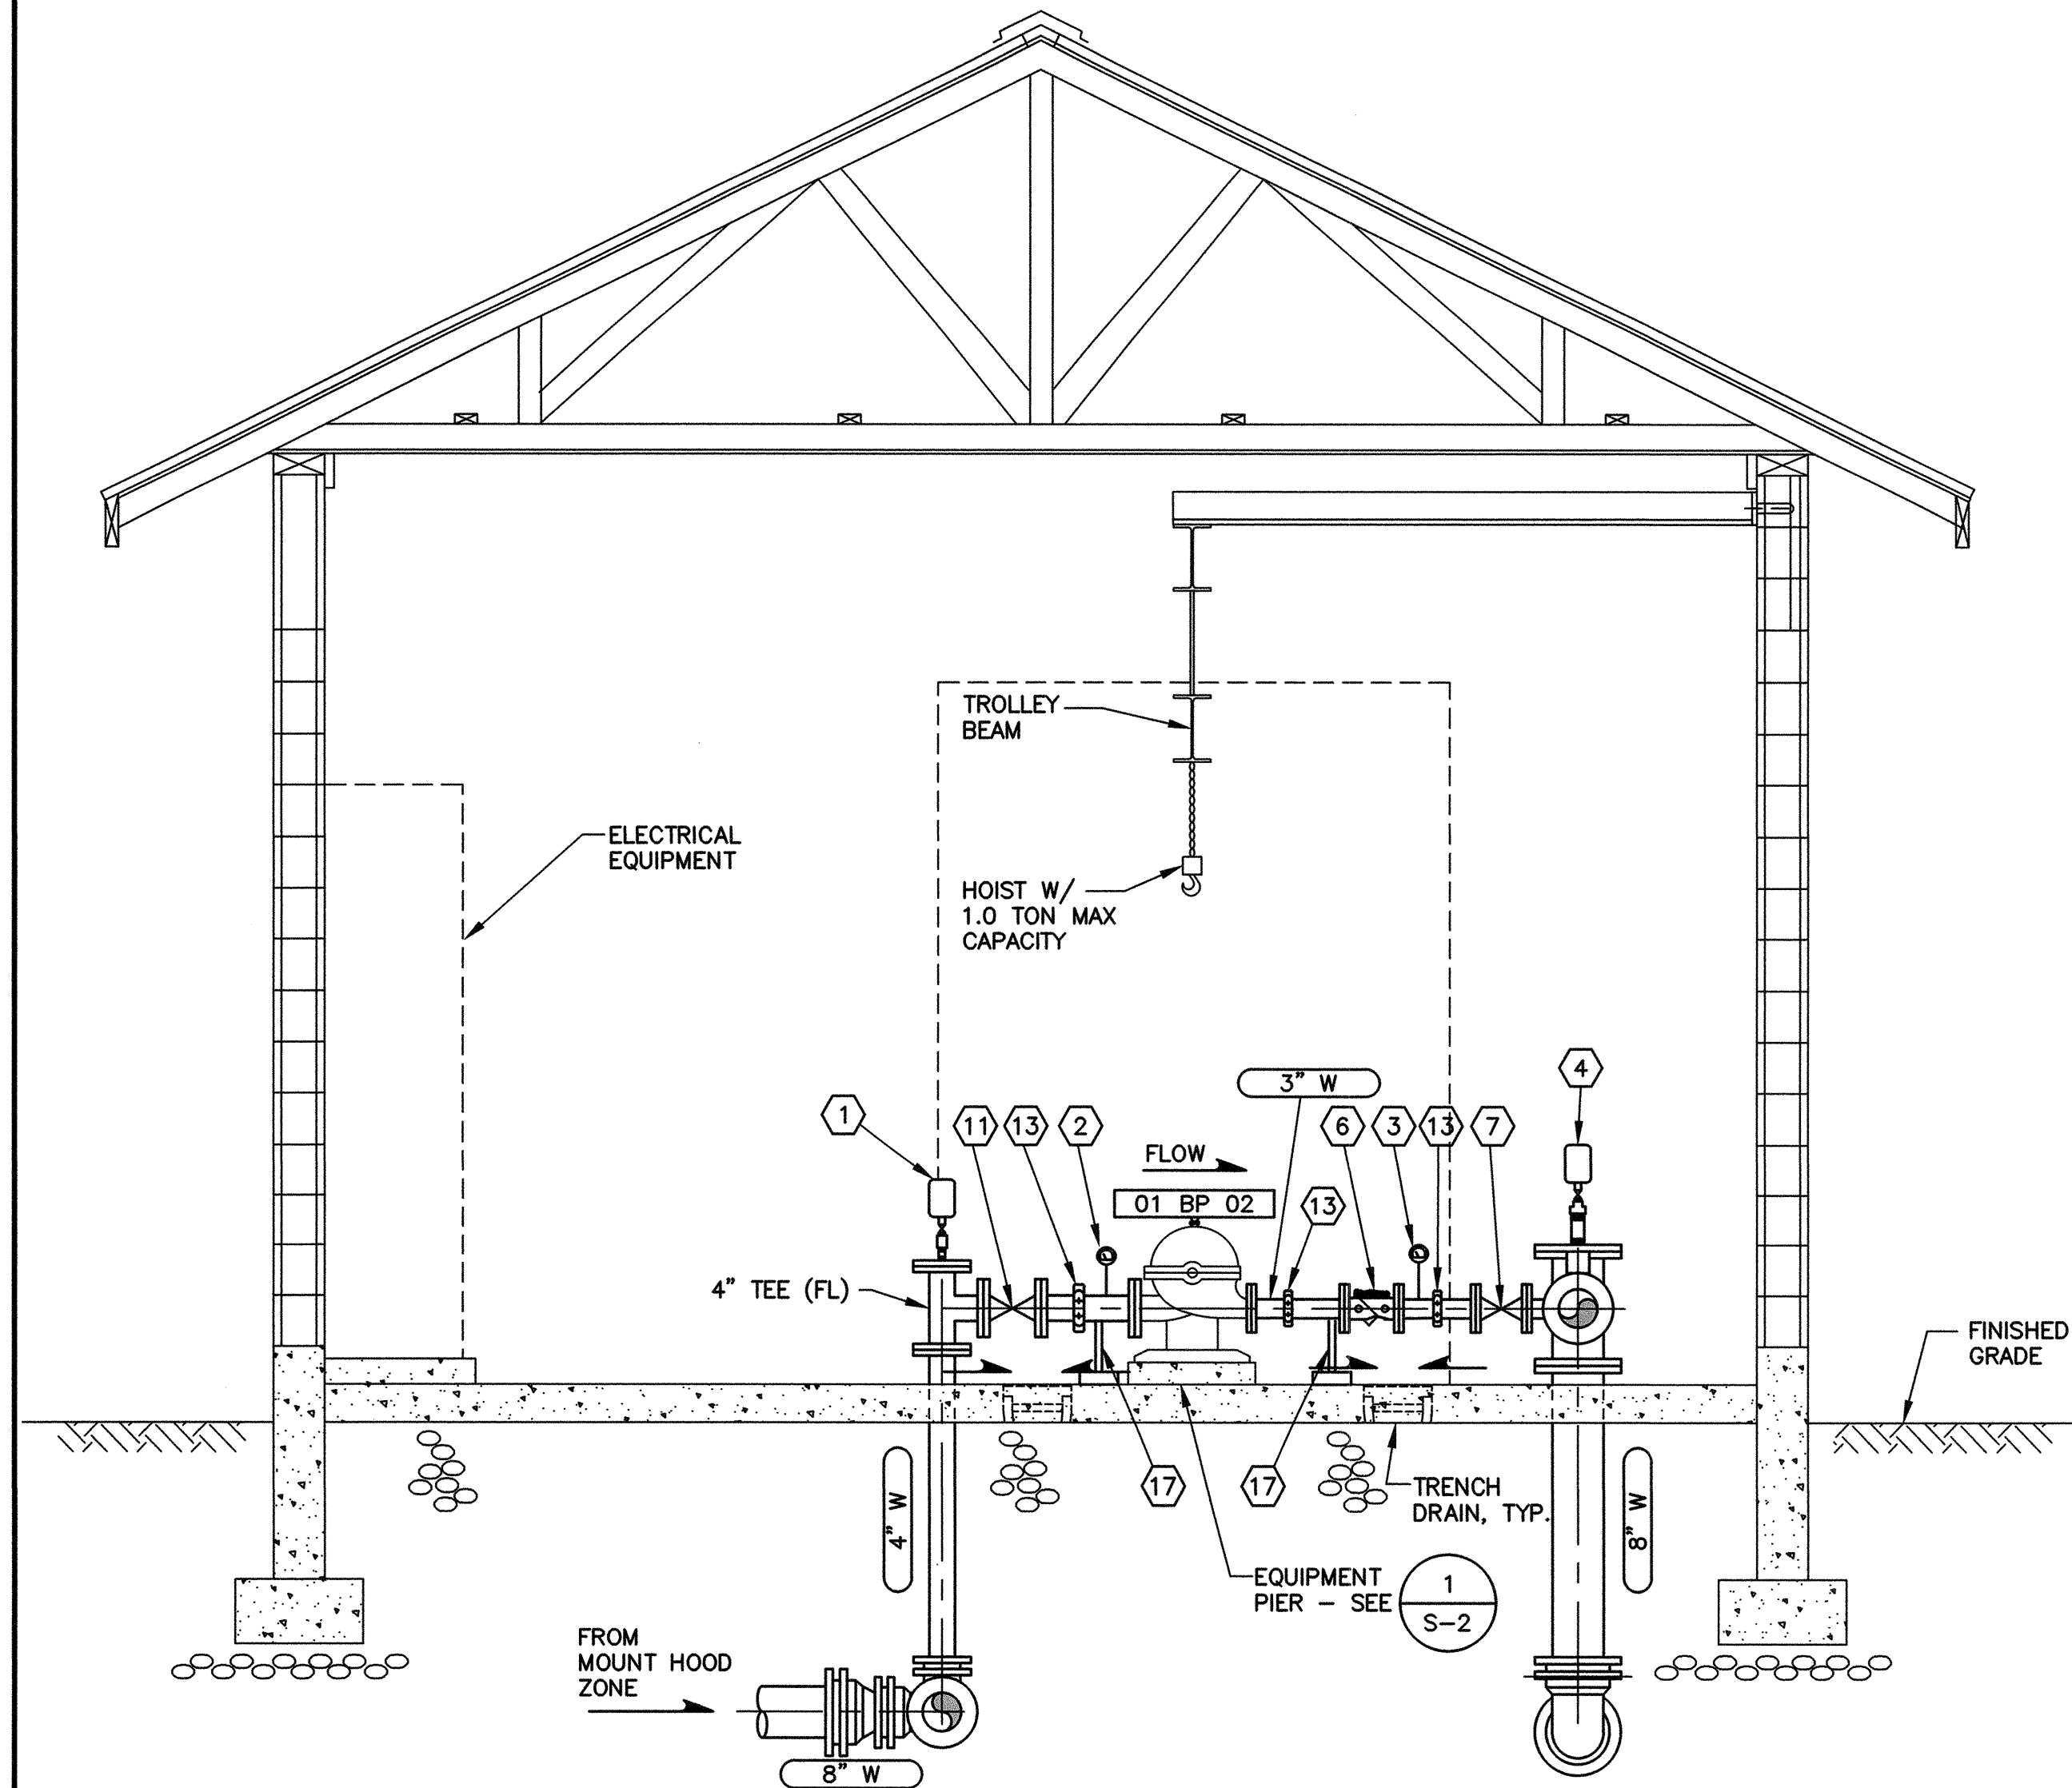 TROLLEY
BEAM
ELECTRICAL
EQUIPMENT
HOIST W/
1.0 TON MAX
CAPACITY
4
3" W
1
11
13
2
6
3
13
7
FLOW
01 BP 02
13
4" TEE (FL)
FINISHED
GRADE
17
17
TRENCH
DRAIN, TYP.
4" W
8" W
EQUIPMENT
PIER – SEE
1
S–2
FROM
MOUNT HOOD
ZONE
8" W